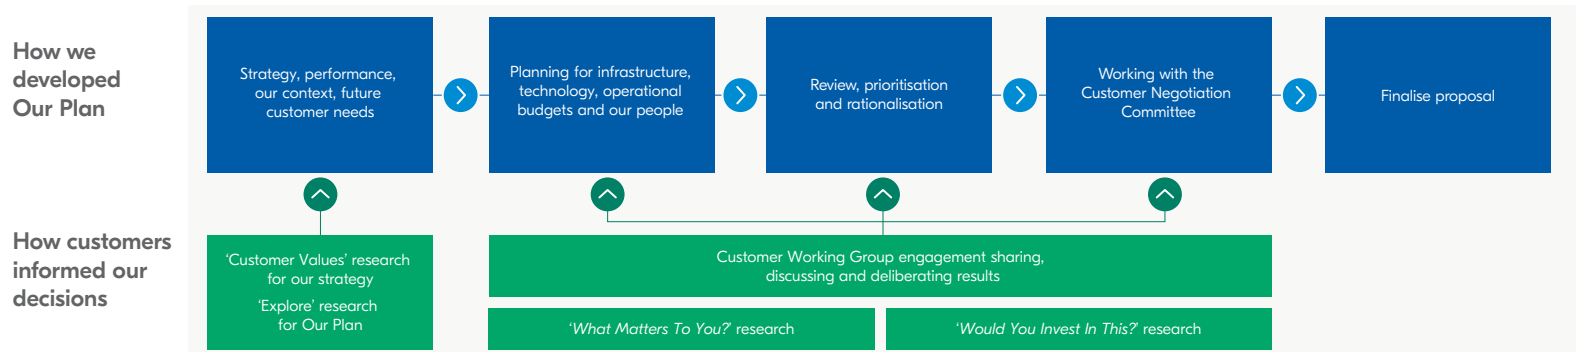 How we
developed
Our Plan
Strategy, performance,
our context, future
customer needs
Planning for infrastructure,
technology, operational
budgets and our people
Review, prioritisation
and rationalisation
Working with the
Customer Negotiation
Committee
Finalise proposal
How customers
informed our
decisions
‘Customer Values’ research
for our strategy
‘Explore’ research
for Our Plan
Customer Working Group engagement sharing,
discussing and deliberating results
‘What Matters To You?’ research
‘Would You Invest In This?’ research